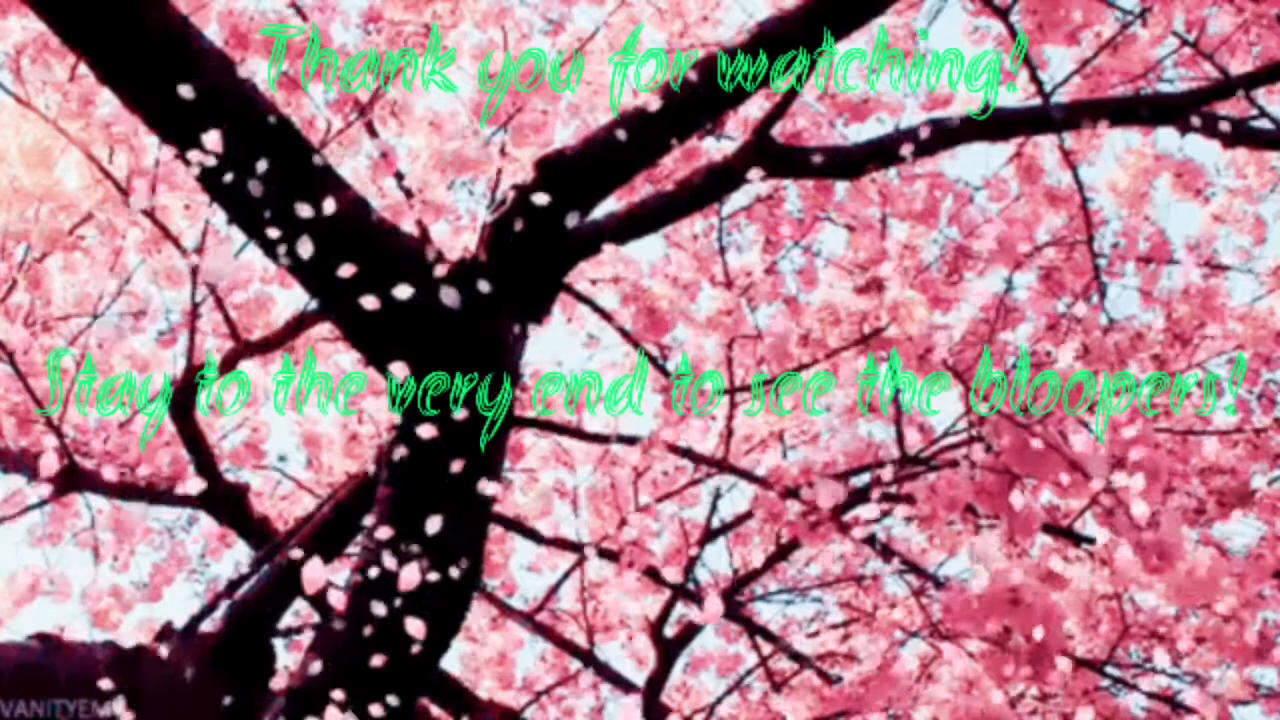 Thank you for watching!
Stay to the very end to see the bloopers!